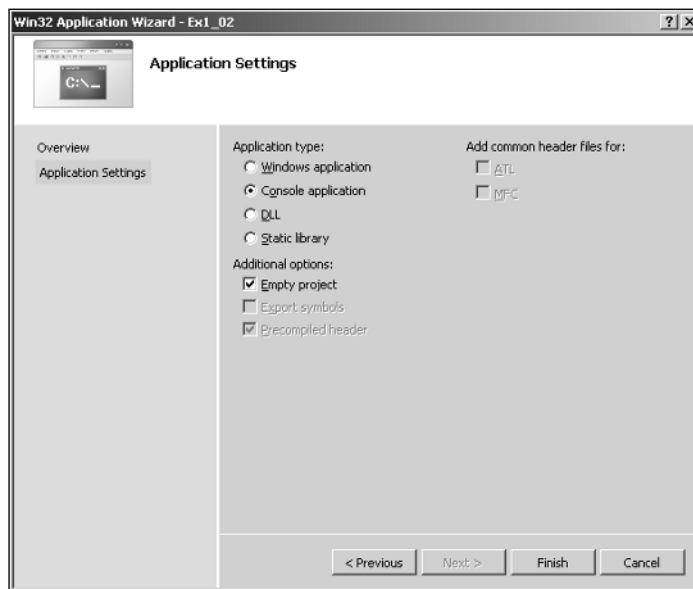 Win32 Application Wizard - Ex1_02
C:\_
Application Settings
Overview
Application Settings
Application type:
Windows application
Console application
DLL
Static library
Additional options:
Empty project
Export symbols
Precompiled header
Add common header files for:
ATL
MFC
< Previous
Next >
Finish
Cancel